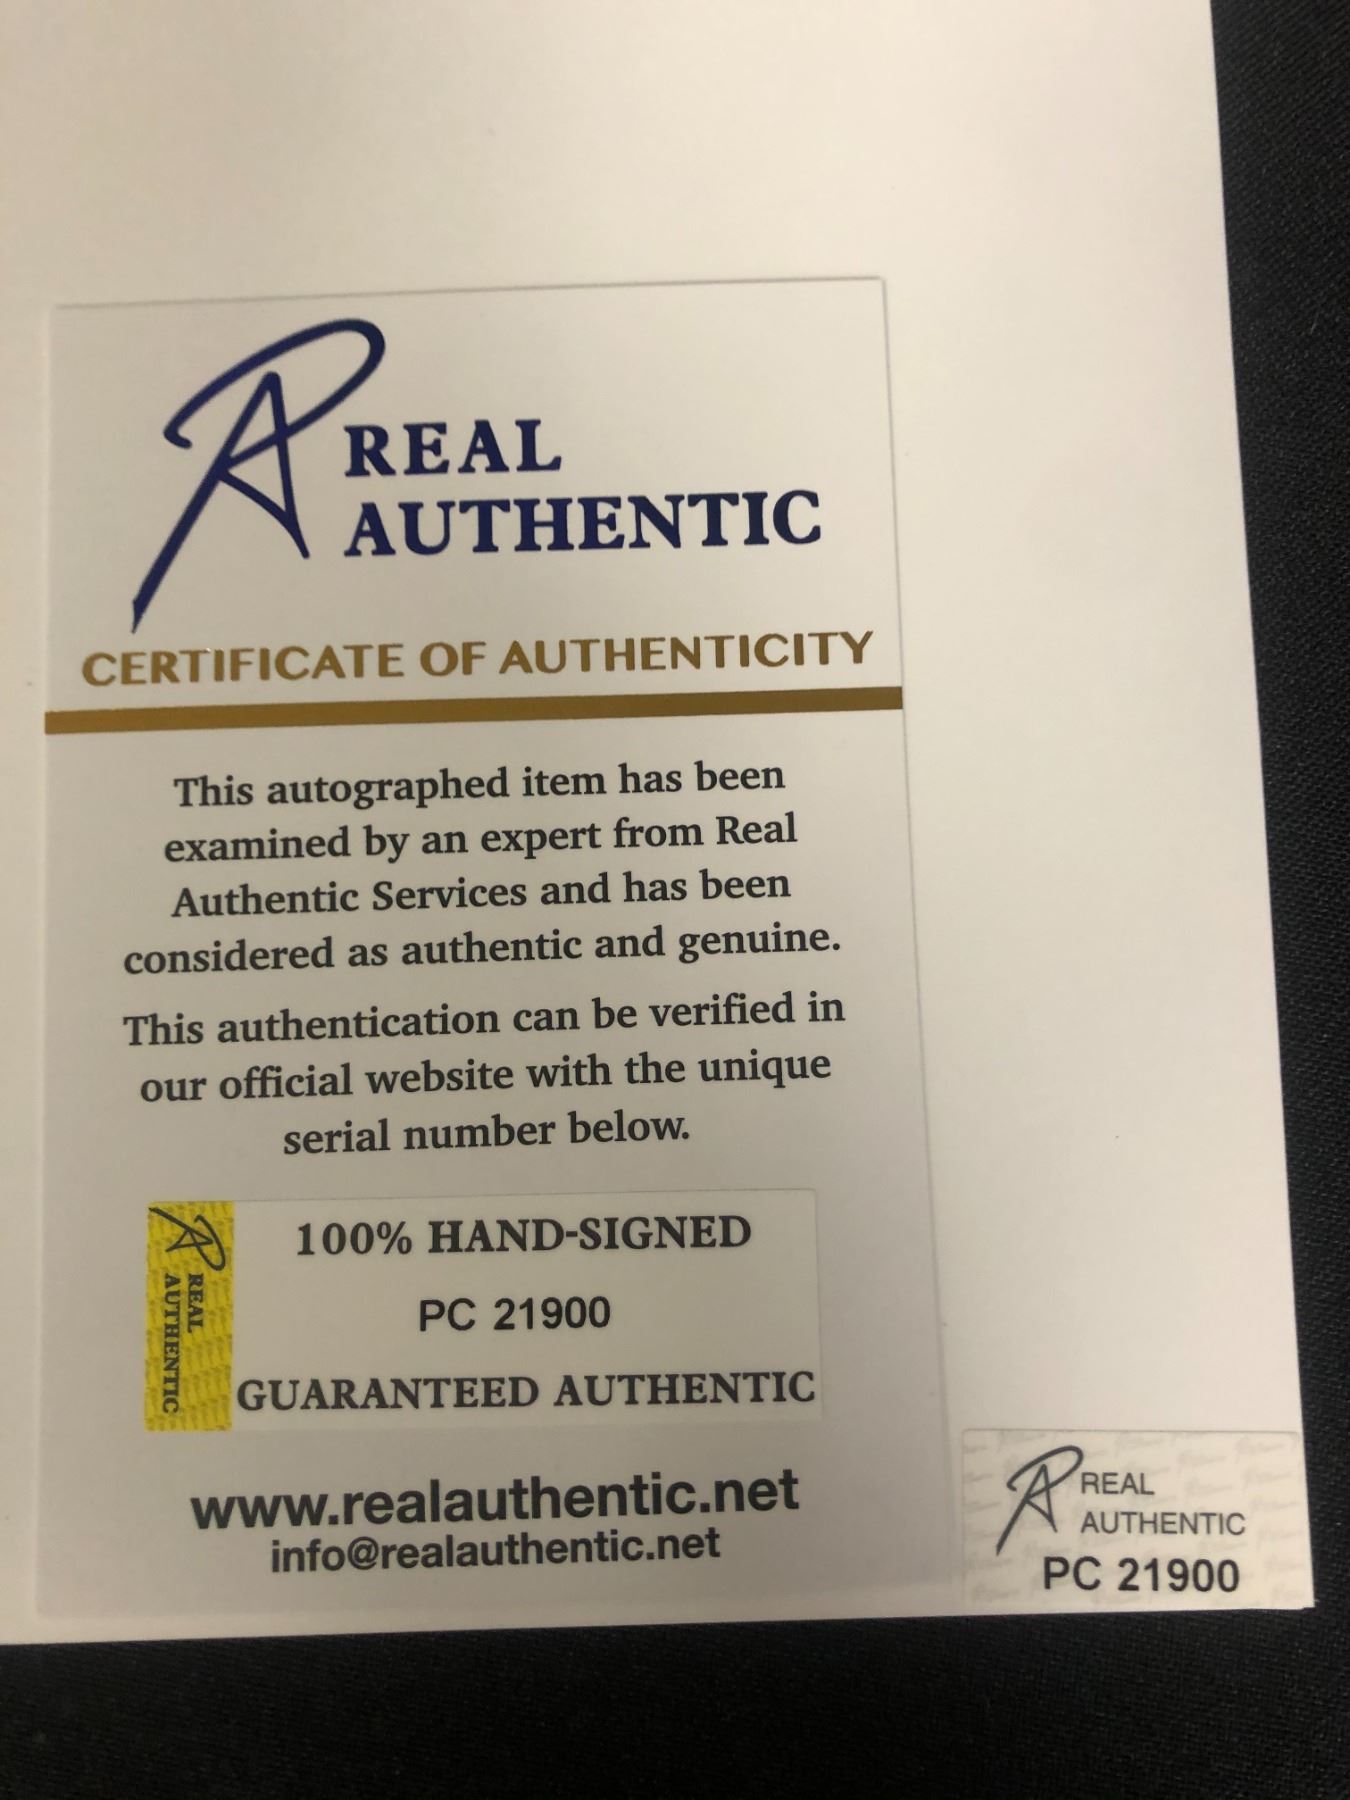 REAL
AUTHENTIC
CERTIFICATE OF AUTHENTICITY
This autographed item has been
examined by an expert from Real
Authentic Services and has been
considered as authentic and genuine.
This authentication can be verified in
our official website with the unique
serial number below.
REAL
AUTHENTIC
100% HAND-SIGNED
PC 21900
GUARANTEED AUTHENTIC
www.realauthentic.net
info@realauthentic.net
REAL
AUTHENTIC
PC 21900